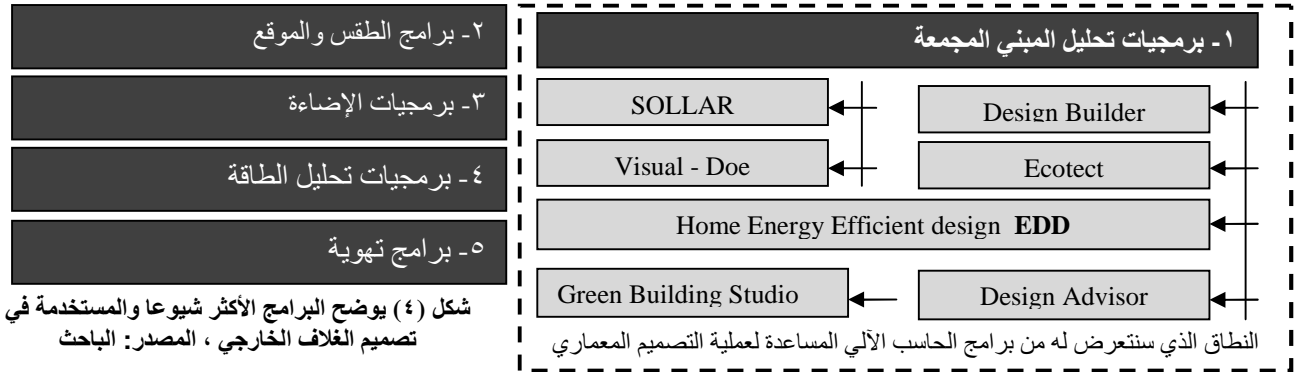 ١- برمجيات تحليل المبني المجمعة
Design Builder
SOLLAR
Ecotect
Visual - Doe
Home Energy Efficient design EDD
Design Advisor
Green Building Studio
النطاق الذي سنتعرض له من برامج الحاسب الآلي المساعدة لعملية التصميم المعماري
٢- برامج الطقس والموقع
٣- برمجيات الإضاءة
٤- برمجيات تحليل الطاقة
٥- برامج تهوية
شكل (٤) يوضح البرامج الأكثر شيوعا والمستخدمة في
تصميم الغلاف الخارجي ، المصدر: الباحث